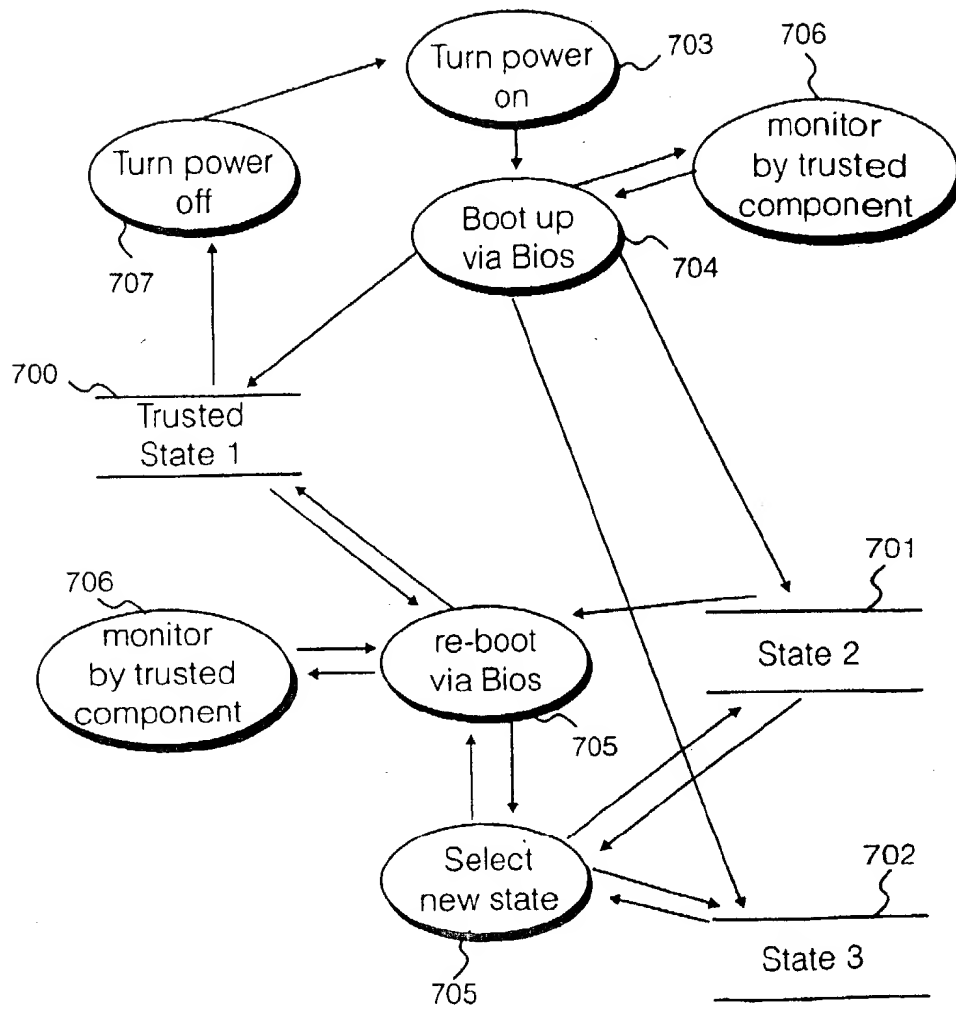 Turn power
on
703
706
monitor
by trusted
component
Turn power
off
707
Boot up
via Bios
704
700
Trusted
State 1
701
State 2
706
monitor
by trusted
component
re-boot
via Bios
705
Select
new state
705
702
State 3